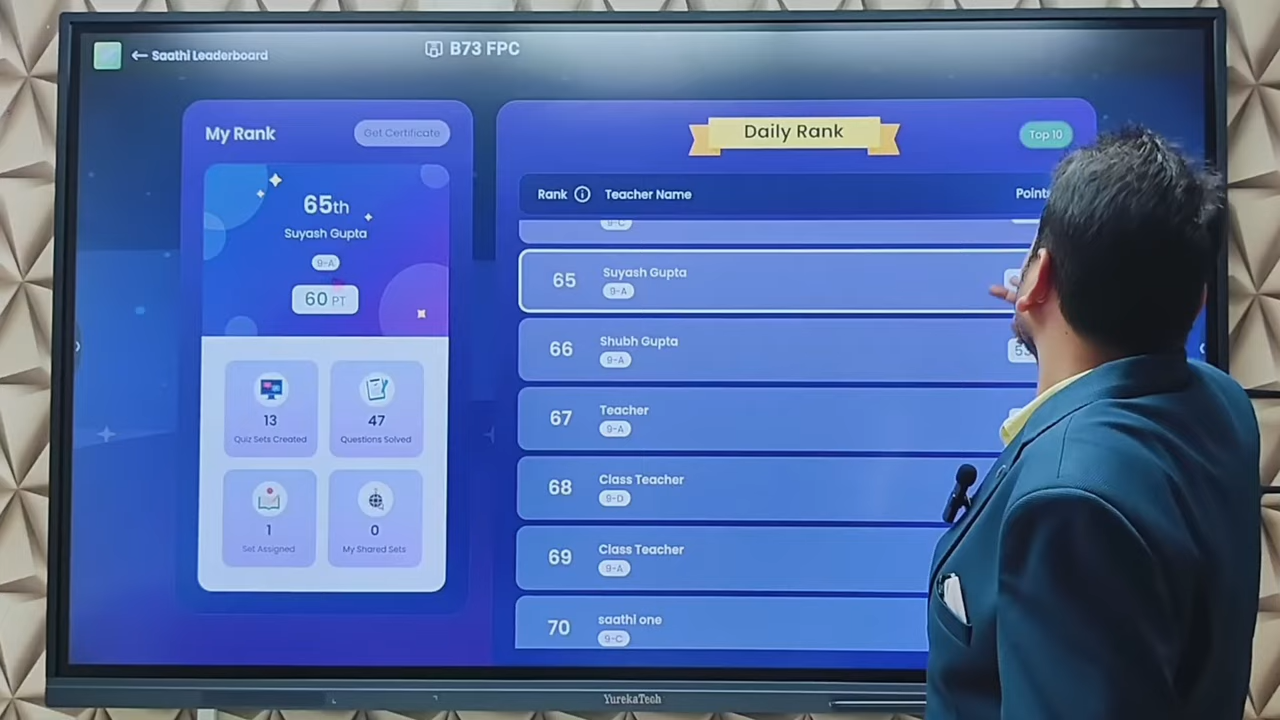 ← Saathi Leaderboard
B73 FPC
My Rank
Get Certificate
65th
Suyash Gupta
9-A
60 PT
13
Quiz Sets Created
47
Questions Solved
1
Set Assigned
0
My Shared Sets
Daily Rank
Top 10
Rank Teacher Name Points
9-C
65 Suyash Gupta
9-A
66 Shubh Gupta
9-A
67 Teacher
9-A
68 Class Teacher
9-D
69 Class Teacher
9-A
70 saathi one
9-C
YurekaTech